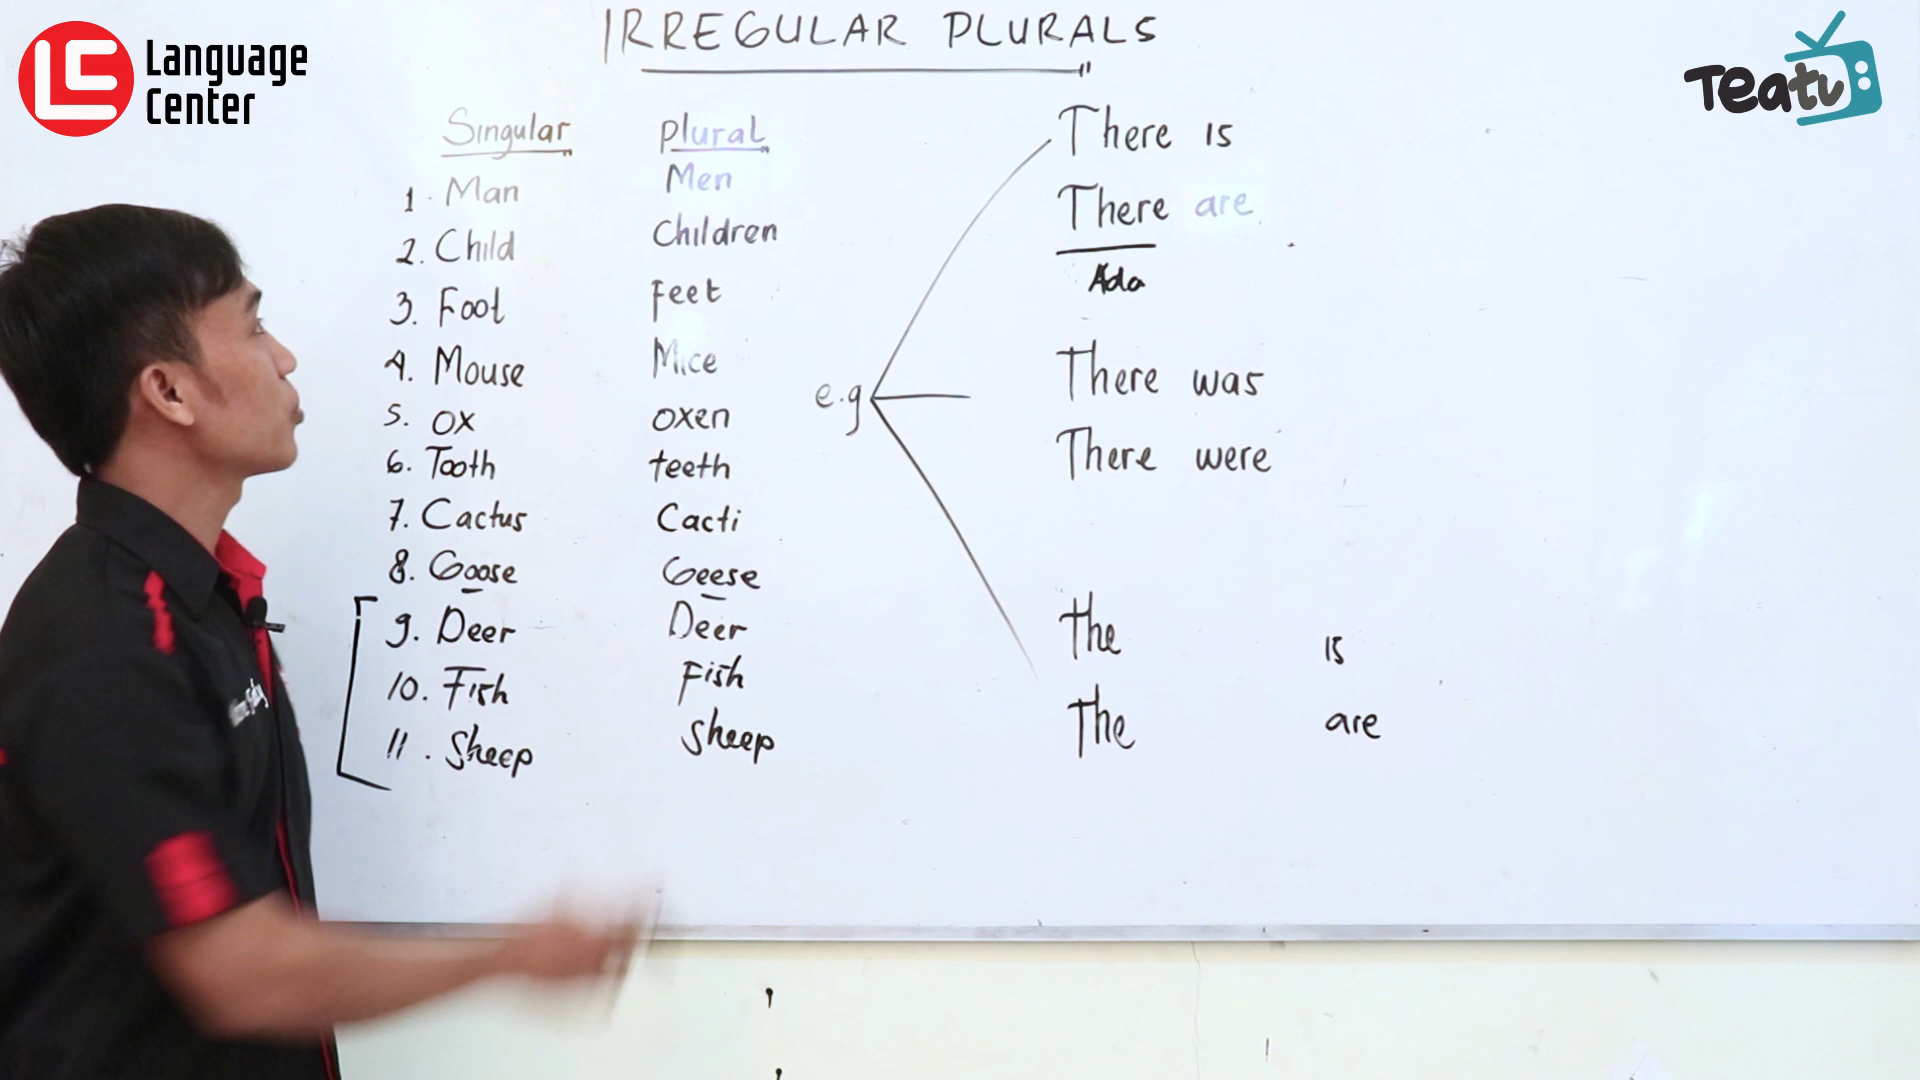 Language
Center
Teatv
IRREGULAR PLURALS
Singular plural
1. Man Men
2. Child Children
3. Foot Feet
4. Mouse Mice
5. ox oxen
6. Tooth teeth
7. Cactus Cacti
8. Goose Geese
9. Deer Deer
10. Fish Fish
11. Sheep Sheep
e.g
There is
There are
Ada
There was
There were
the is
The are